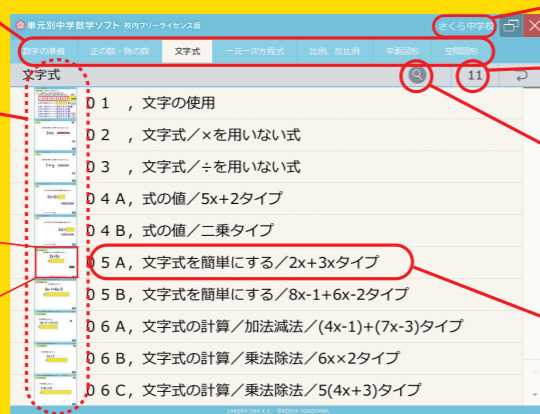 単元別中学数学ソフト 校内フリーライセンス版
さくら中学校
数学の準備 正の数・負の数 文字式 一元一次方程式 比例、反比例 平面図形 空間図形
文字式
11
01 , 文字の使用
02 , 文字式／×を用いない式
03 , 文字式／÷を用いない式
04A, 式の値／5x+2タイプ
04B, 式の値／二乗タイプ
05A, 文字式を簡単にする／2x+3xタイプ
05B, 文字式を簡単にする／8x-1+6x-2タイプ
06A, 文字式の計算／加法減法／(4x-1)+(7x-3)タイプ
06B, 文字式の計算／乗法除法／6x×2タイプ
06C, 文字式の計算／乗法除法／5(4x+3)タイプ
SAKURA-SHA K.K. ©KENYA YOKOYAMA